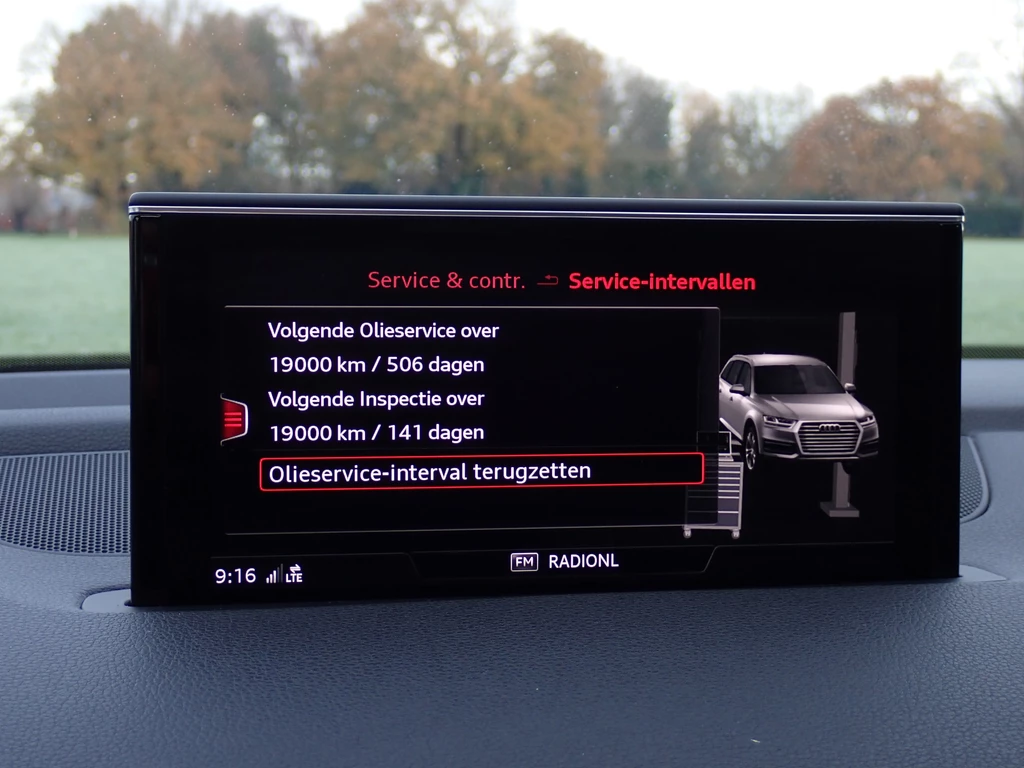 Service & contr. Service-intervallen
Volgende Olieservice over
19000 km / 506 dagen
Volgende Inspectie over
19000 km / 141 dagen
Olieservice-interval terugzetten
FM RADIONL
9:16 LTE